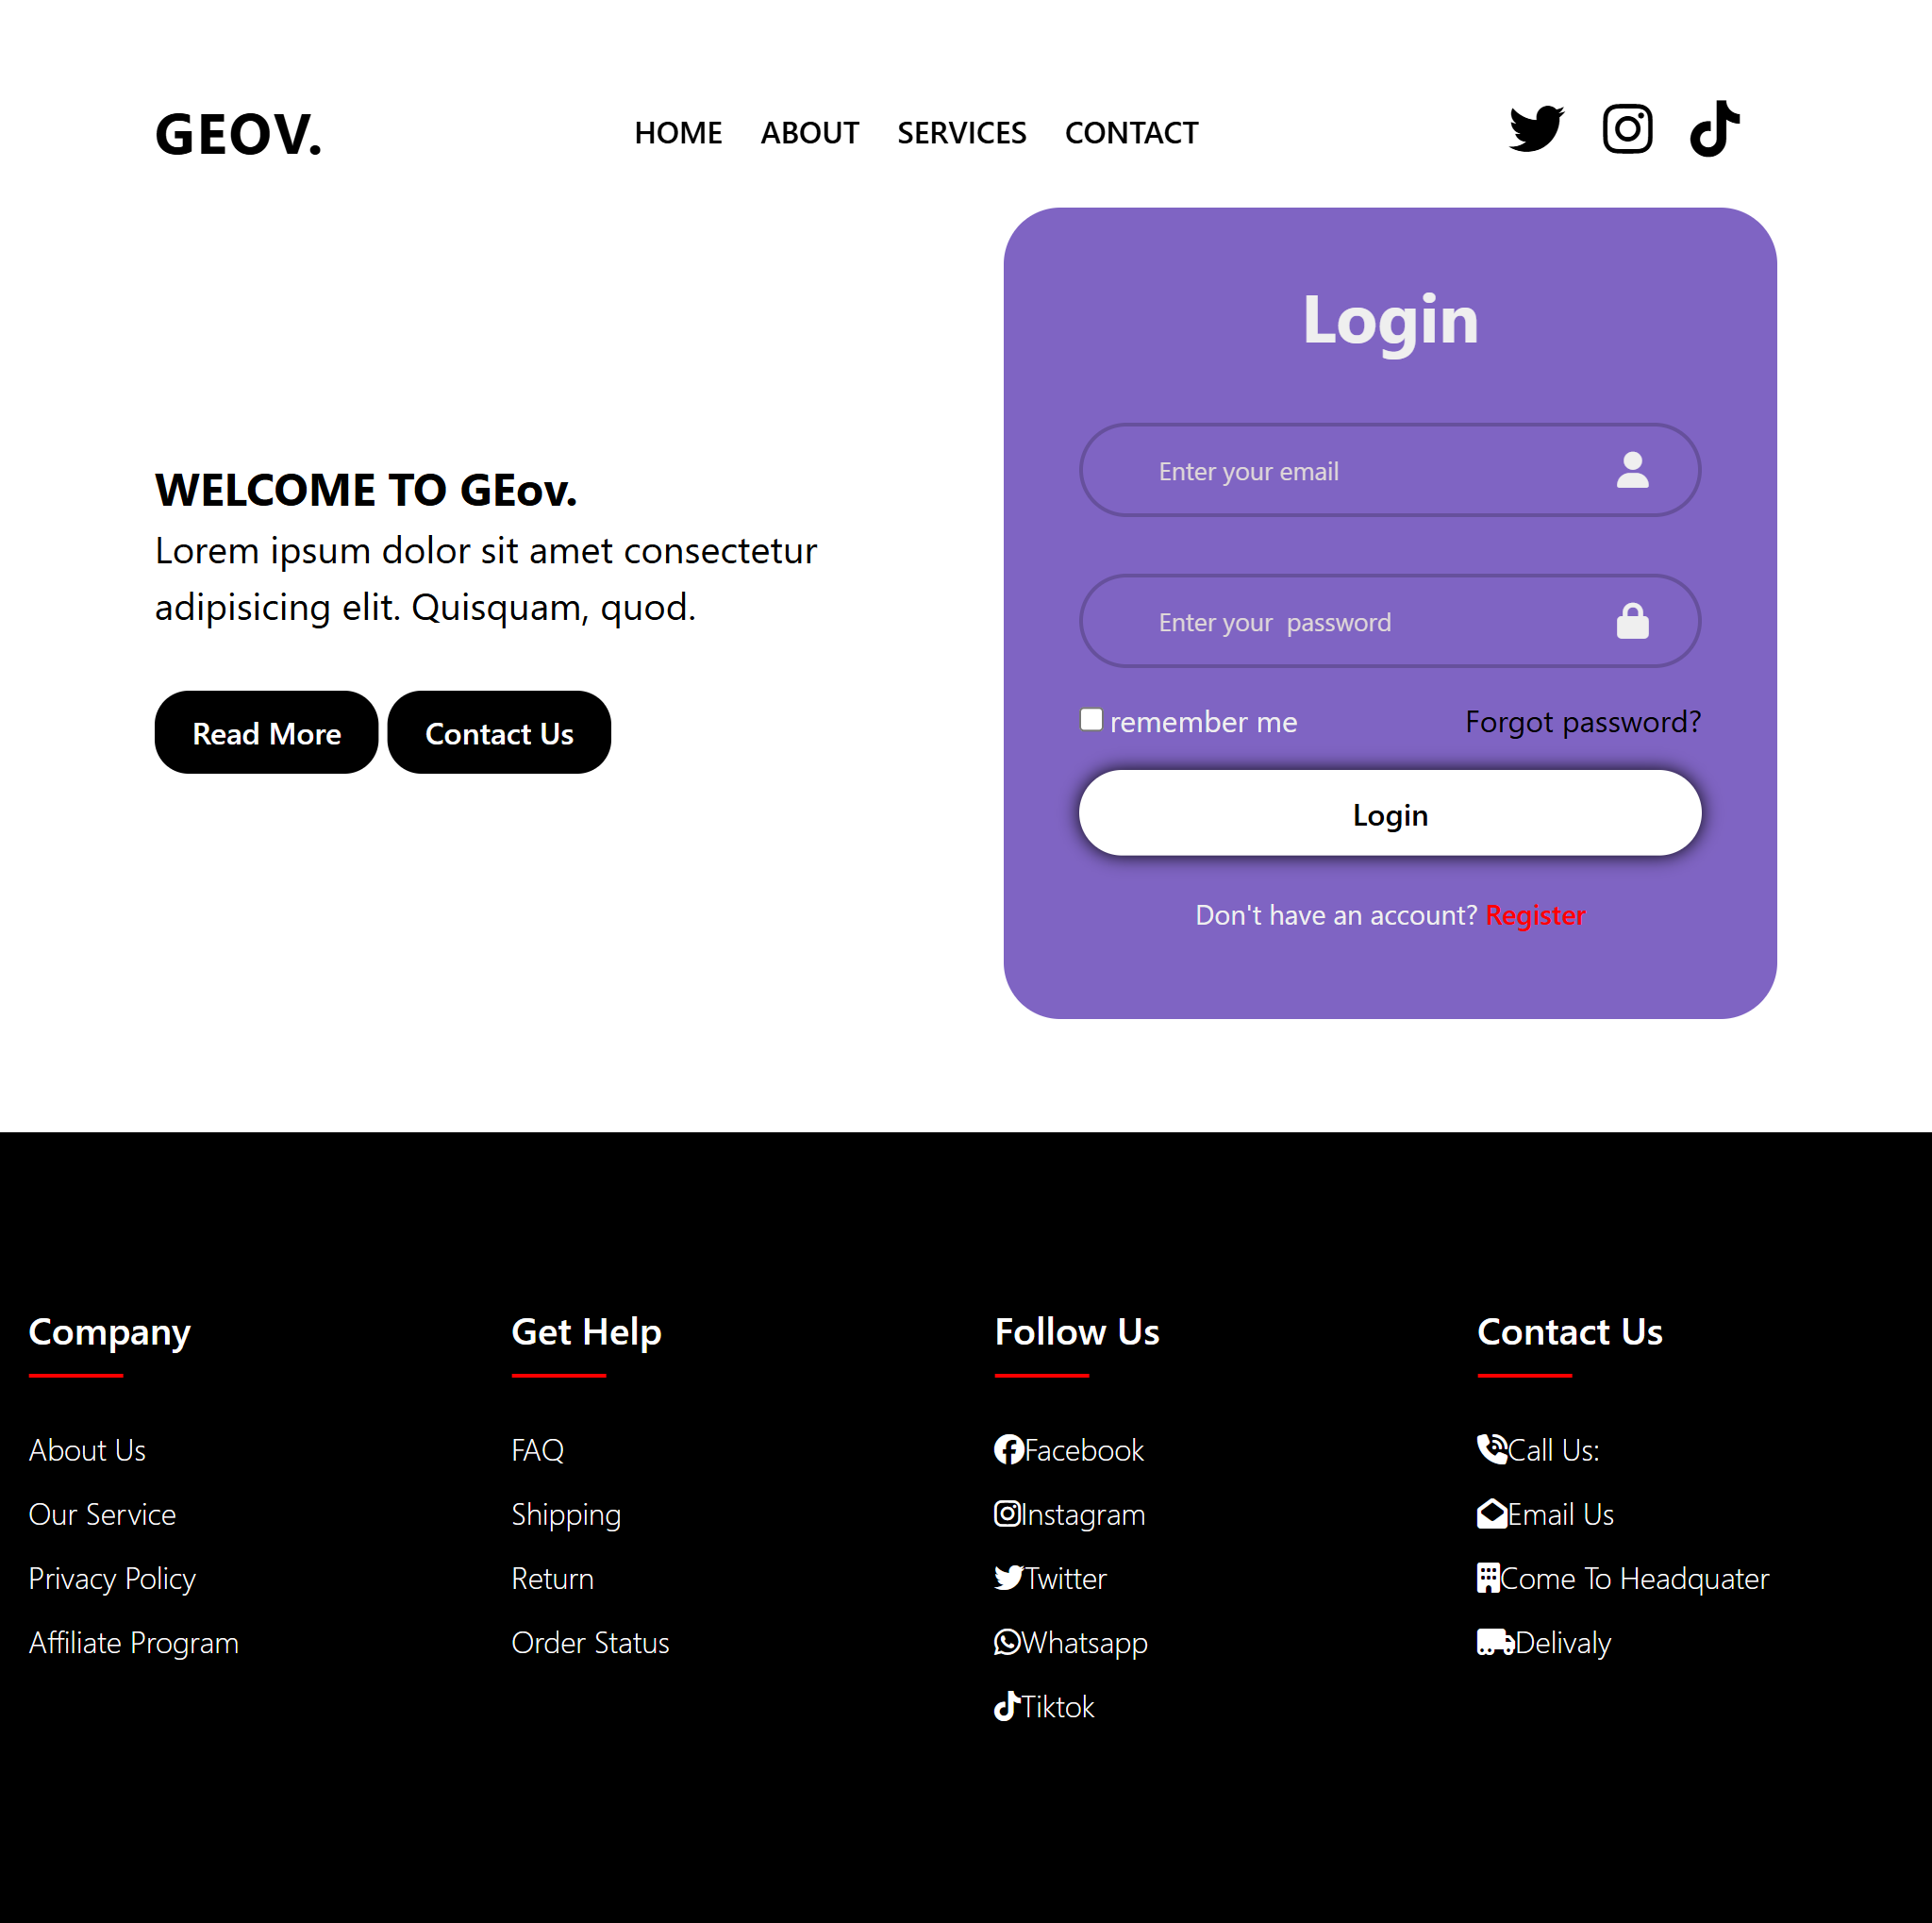 GEOV.
HOME ABOUT SERVICES CONTACT
WELCOME TO GEov.
Lorem ipsum dolor sit amet consectetur
adipisicing elit. Quisquam, quod.
Read More Contact Us
Login
Enter your email
Enter your  password
remember me Forgot password?
Login
Don't have an account? Register
Company
About Us
Our Service
Privacy Policy
Affiliate Program
Get Help
FAQ
Shipping
Return
Order Status
Follow Us
Facebook
Instagram
Twitter
Whatsapp
Tiktok
Contact Us
Call Us:
Email Us
Come To Headquater
Delivaly